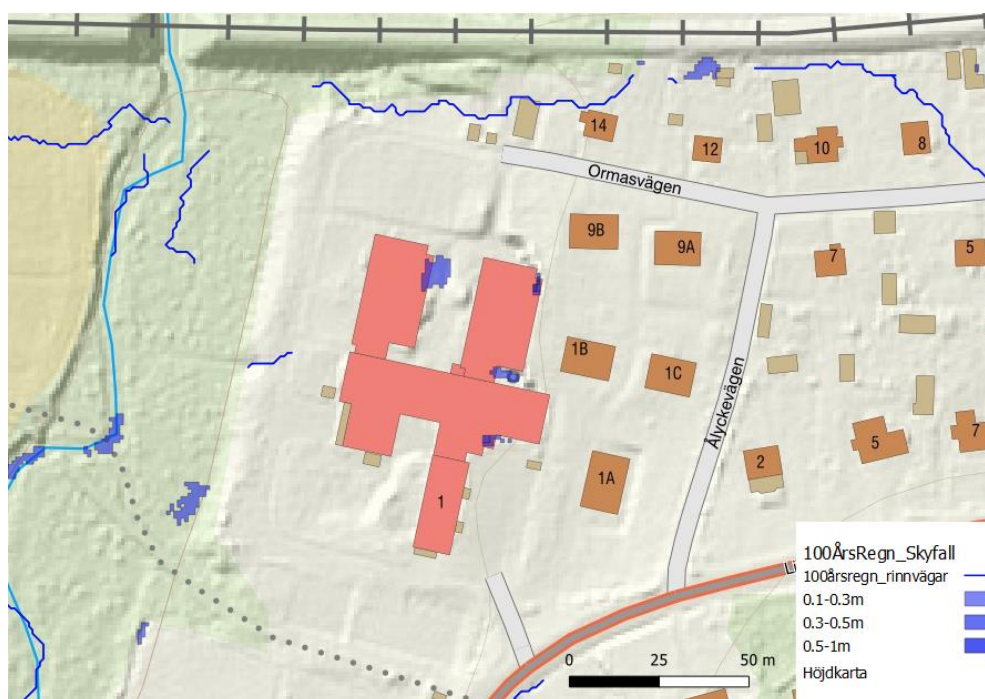 14
12
10
8
Ormasvägen
9B
9A
7
5
1B
1C
Ålyckevägen
1A
2
5
7
1
100ÅrsRegn_Skyfall
100årsregn_rinnvägar
0.1-0.3m
0.3-0.5m
0.5-1m
Höjdkarta
0 25 50 m